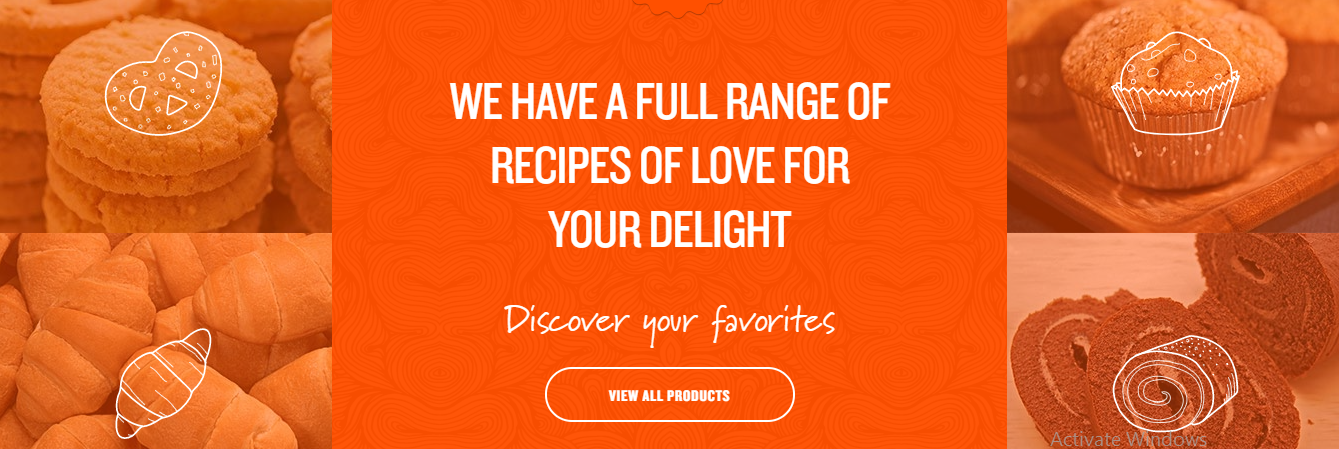 WE HAVE A FULL RANGE OF
RECIPES OF LOVE FOR
YOUR DELIGHT
Discover your favorites
VIEW ALL PRODUCTS
Activate Windows